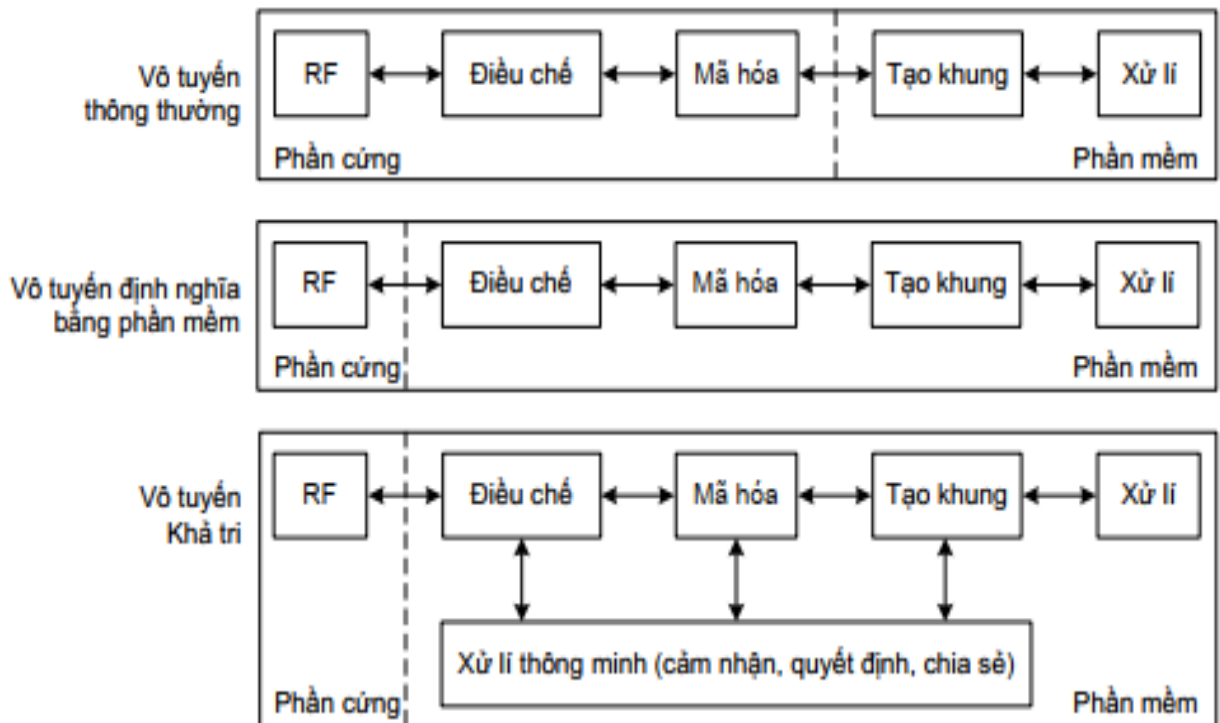 Vô tuyến
thông thường
RF
Điều chế
Mã hóa
Tạo khung
Xử lí
Phần cứng
Phần mềm
Vô tuyến định nghĩa
bằng phần mềm
RF
Điều chế
Mã hóa
Tạo khung
Xử lí
Phần cứng
Phần mềm
Vô tuyến
Khả tri
RF
Điều chế
Mã hóa
Tạo khung
Xử lí
Xử lí thông minh (cảm nhận, quyết định, chia sẻ)
Phần cứng
Phần mềm